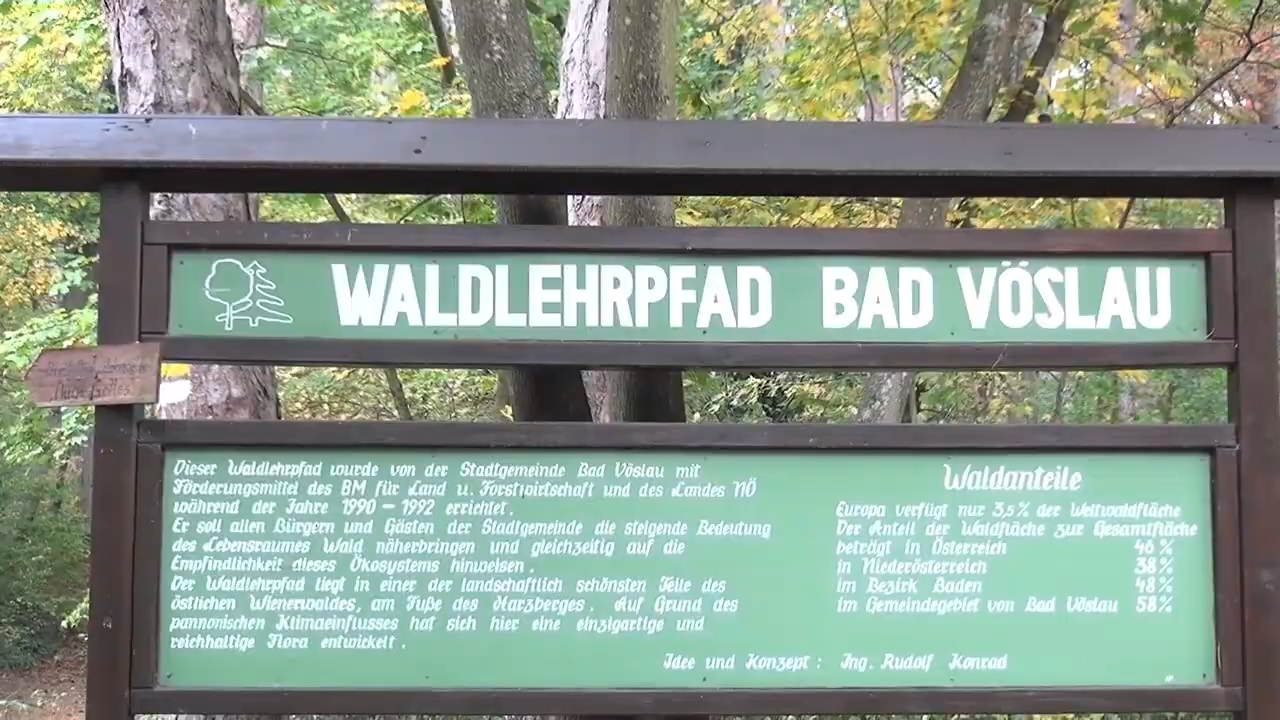 WALDLEHRPFAD BAD VÖSLAU
Dieser Waldlehrpfad wurde von der Stadtgemeinde Bad Vöslau mit
Förderungsmittel des BM für Land u. Forstwirtschaft und des Landes NÖ
während der Jahre 1990 – 1992 errichtet.
Er soll allen Bürgern und Gästen der Stadtgemeinde die steigende Bedeutung
des Lebensraumes Wald näherbringen und gleichzeitig auf die
Empfindlichkeit dieses Ökosystems hinweisen.
Der Waldlehrpfad liegt in einer der landschaftlich schönsten Teile des
östlichen Wienerwaldes, am Fuße des Harzberges. Auf Grund des
pannonischen Klimaeinflusses hat sich hier eine einzigartige und
reichhaltige Flora entwickelt.
Waldanteile
Europa verfügt nur 3,5% der Weltwaldfläche
Der Anteil der Waldfläche zur Gesamtfläche
beträgt in Österreich 46%
in Niederösterreich 38%
im Bezirk Baden 48%
im Gemeindegebiet von Bad Vöslau 58%
Idee und Konzept: Ing. Rudolf Konrad